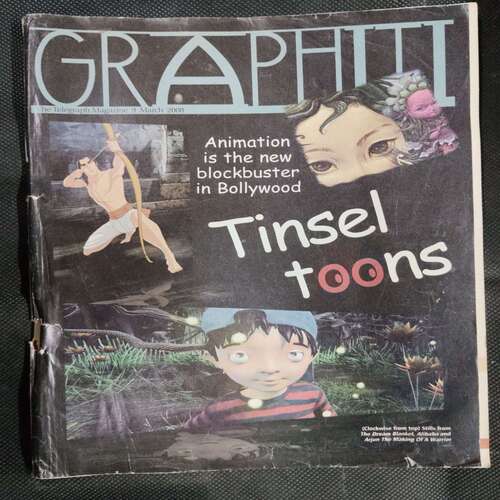 GRAPHITI
The Telegraph Magazine 9 March 2008
Animation
is the new
blockbuster
in Bollywood
Tinsel
toons
(Clockwise from top) Stills from
The Dream Blanket, Alibaba and
Arjun The Making Of A Warrior